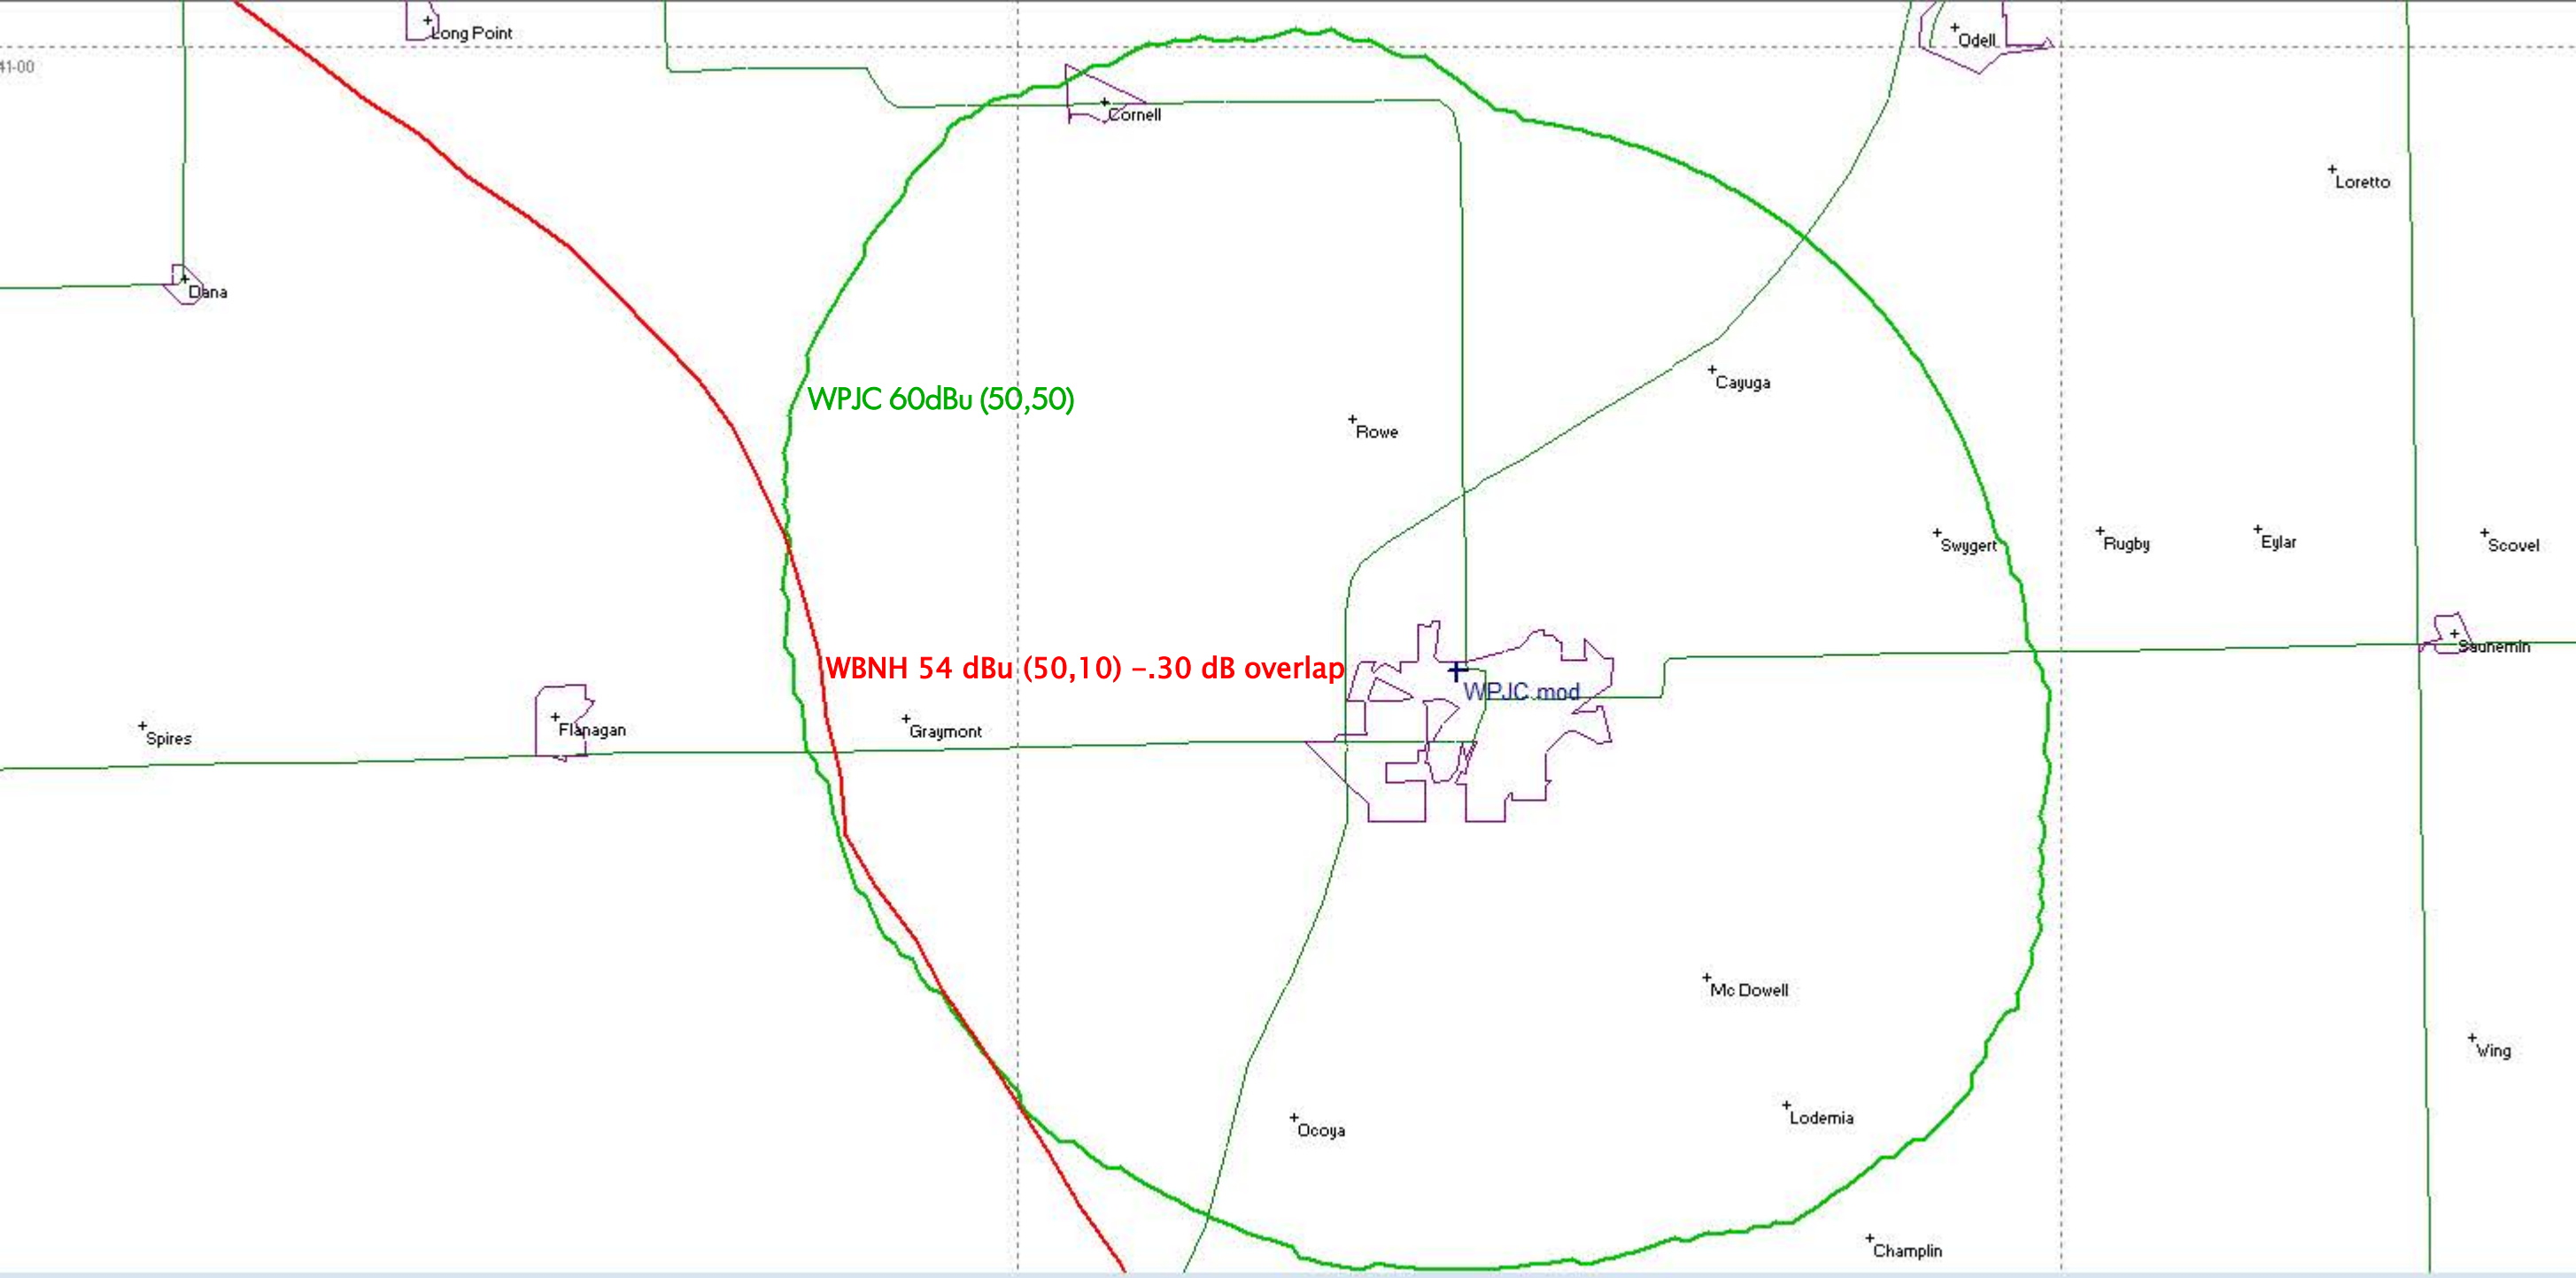 Long Point
Odell
41-00
Cornell
Loretto
Dana
Cayuga
WPJC 60dBu (50,50)
Rowe
Swygert
Rugby
Eylar
Scovel
Saunemin
WBNH 54 dBu (50,10) -.30 dB overlap
WPJC.mod
Flanagan
Graymont
Spires
Mc Dowell
Wing
Lodemia
Ocoya
Champlin